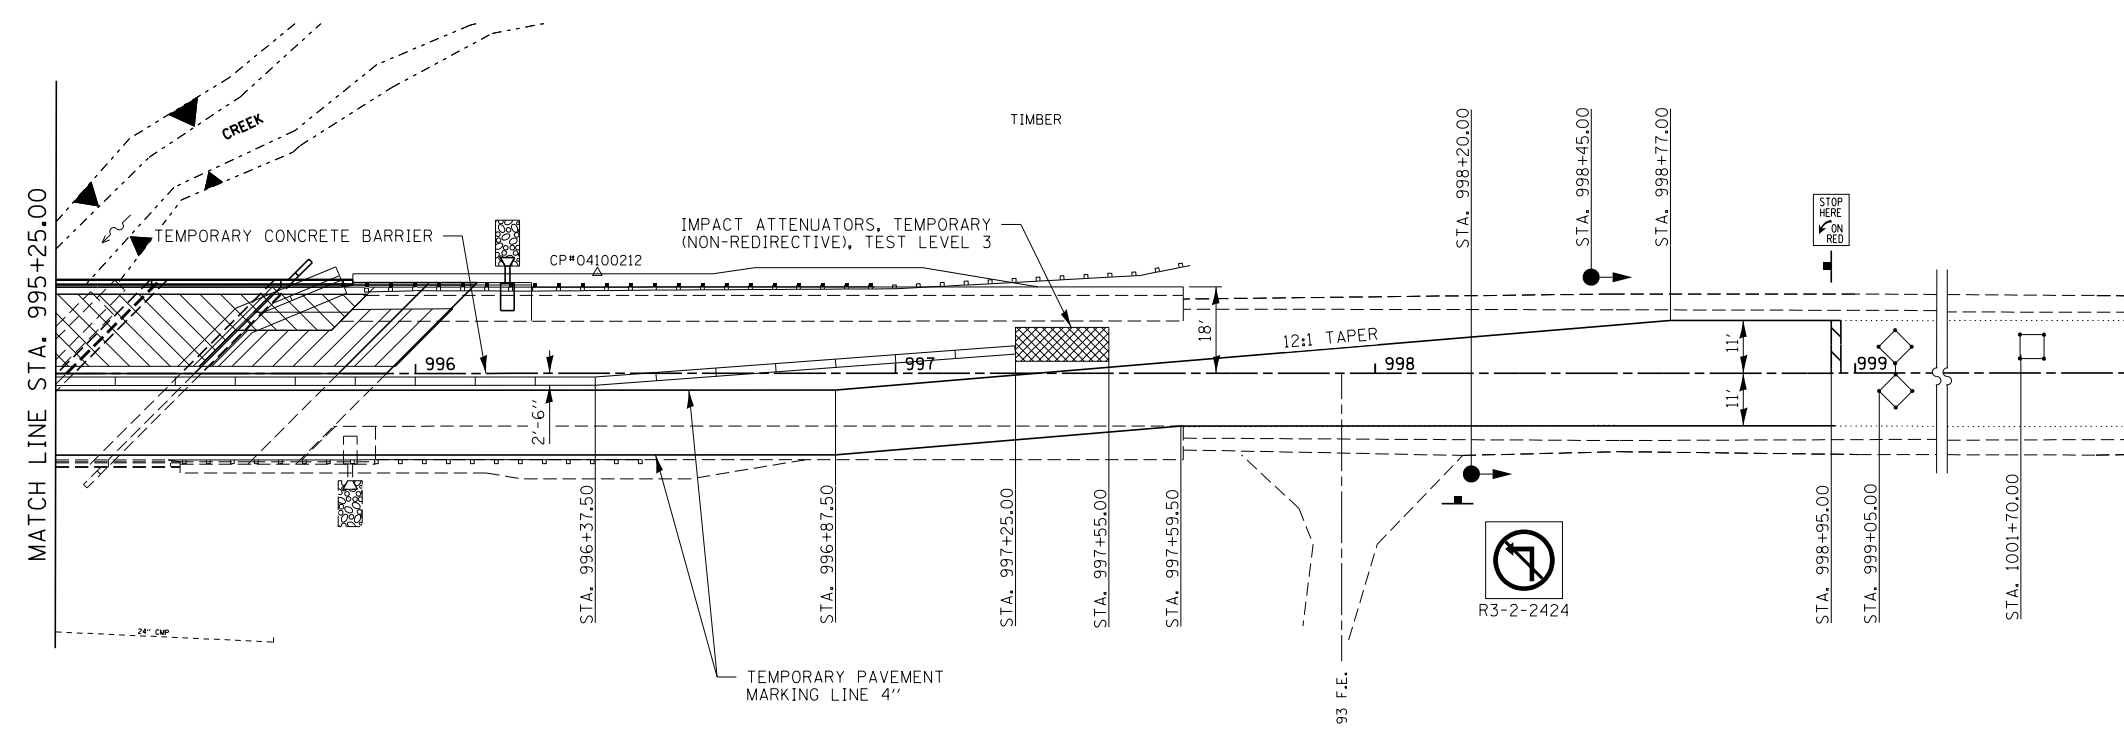 CREEK
TIMBER
MATCH LINE STA. 995+25.00
TEMPORARY CONCRETE BARRIER
CP#04100212
IMPACT ATTENUATORS, TEMPORARY
(NON-REDIRECTIVE), TEST LEVEL 3
STA. 998+20.00
STA. 998+45.00
STA. 998+77.00
STOP
HERE
ON
RED
18'
12:1 TAPER
11'
11'
996
997
998
999
2'-6"
STA. 996+37.50
STA. 996+87.50
STA. 997+25.00
STA. 997+55.00
STA. 997+59.50
STA. 998+95.00
STA. 999+05.00
STA. 1001+70.00
R3-2-2424
24" CMP
TEMPORARY PAVEMENT
MARKING LINE 4"
93 F.E.